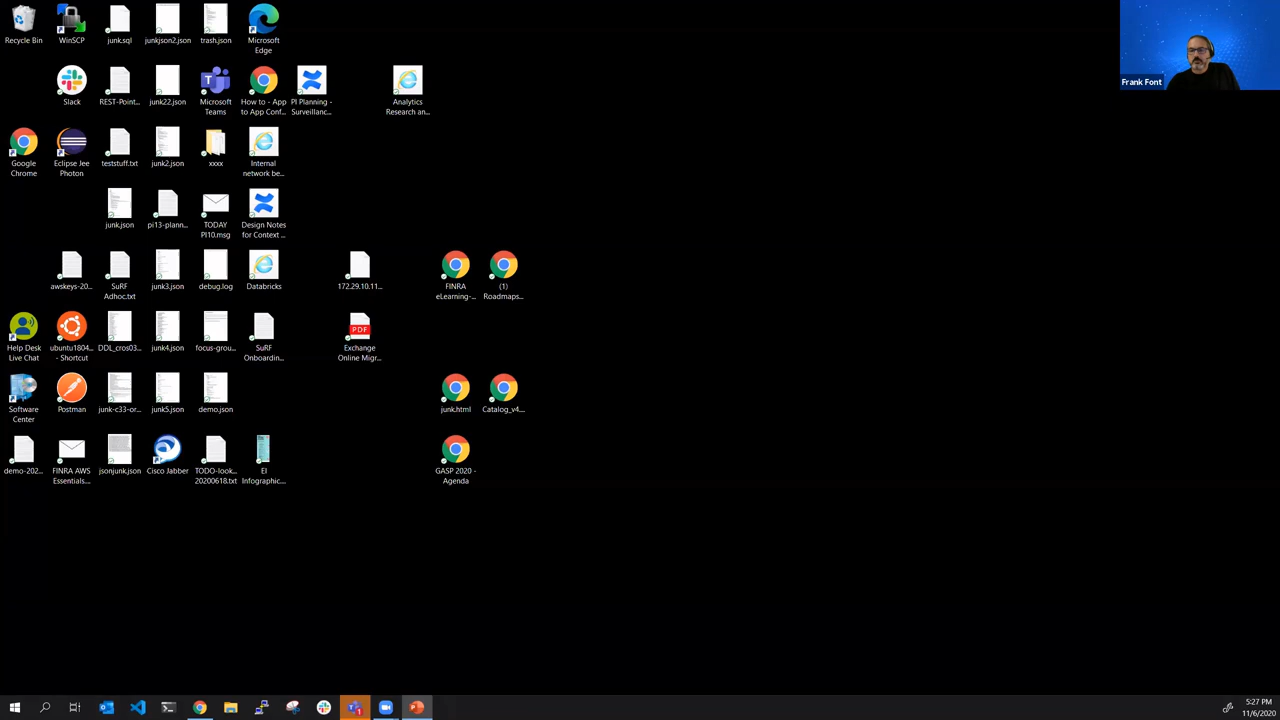 Recycle Bin
WinSCP
junk.sql
junkjson2.json
trash.json
Microsoft
Edge
Frank Font
Slack
REST-Point...
junk22.json
Microsoft
Teams
How to - App
to App Conf...
PI Planning -
Surveillanc...
Analytics
Research an...
Google
Chrome
Eclipse Jee
Photon
teststuff.txt
junk2.json
xxxx
Internal
network be...
junk.json
pi13-plann...
TODAY
PI10.msg
Design Notes
for Context ...
awskeys-20...
SuRF
Adhoc.txt
junk3.json
debug.log
Databricks
172.29.10.11...
FINRA
eLearning-...
(1)
Roadmaps...
Help Desk
Live Chat
ubuntu1804...
- Shortcut
DDL_cros03...
junk4.json
focus-grou...
SuRF
Onboardin...
PDF
Exchange
Online Migr...
Software
Center
Postman
junk-c33-or...
junk5.json
demo.json
junk.html
Catalog_v4,...
demo-202...
FINRA AWS
Essentials,...
jsonjunk.json
Cisco Jabber
TODO-look...
20200618.txt
EI
Infographic...
GASP 2020 -
Agenda
5:27 PM
11/6/2020